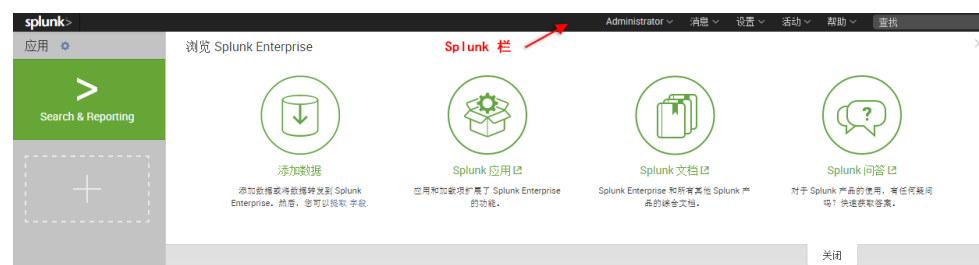 splunk>
Administrator 消息 设置 活动 帮助 查找
应用
浏览 Splunk Enterprise
Splunk 栏
>
Search & Reporting
添加数据
添加数据或将数据转发到 Splunk
Enterprise。然后，您可以提取 字段.
Splunk 应用
应用和加载项扩展了 Splunk Enterprise
的功能。
Splunk 文档
Splunk Enterprise 和所有其他 Splunk 产
品的综合文档。
Splunk 问答
对于 Splunk 产品的使用，有任何疑问
吗？快速获取答案。
关闭